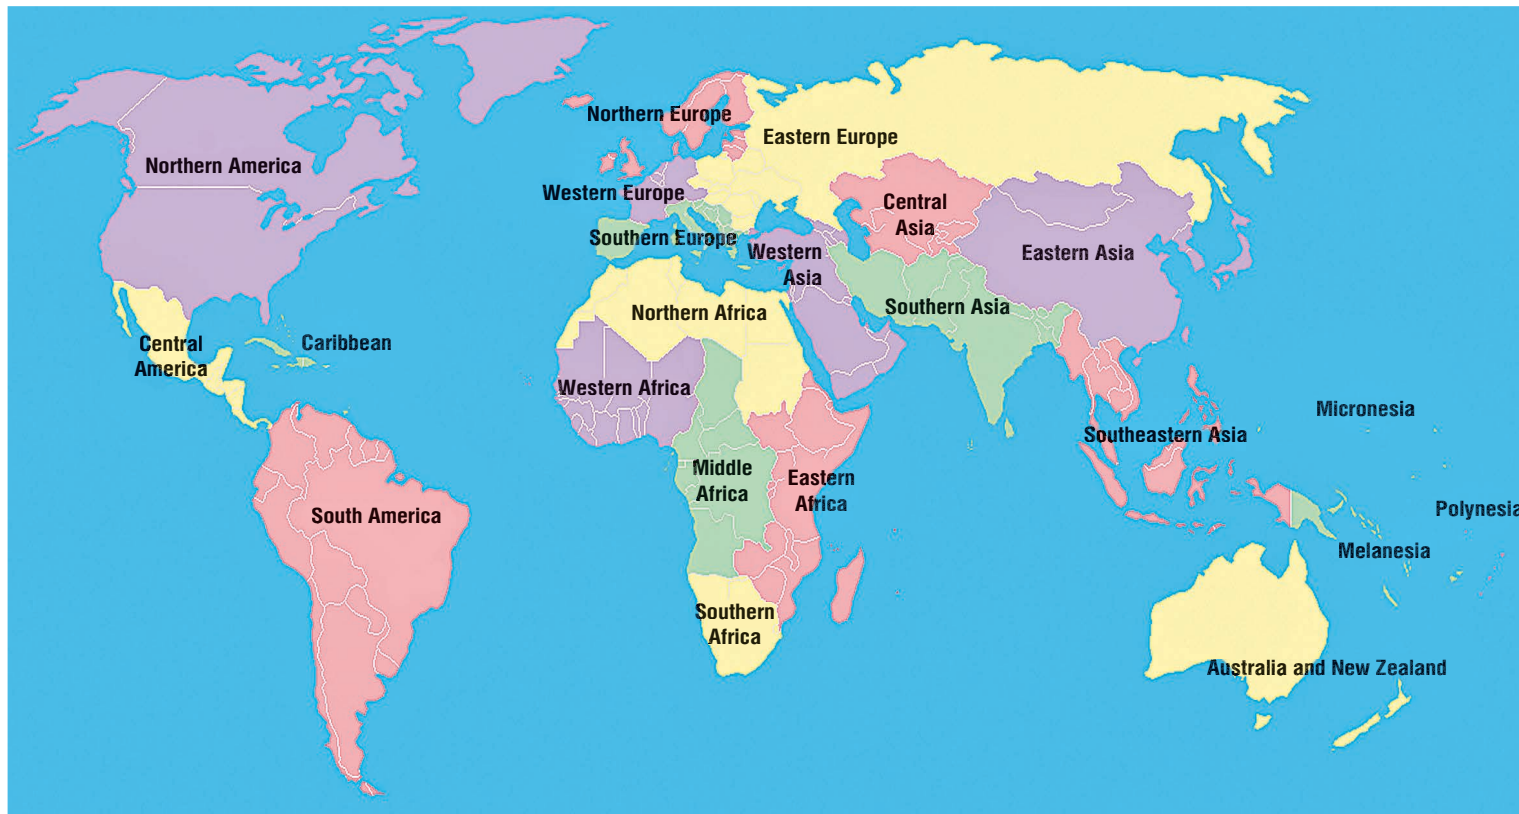 Northern Europe
Eastern Europe
Northern America
Western Europe
Central
Asia
Southern Europe
Western
Asia
Eastern Asia
Southern Asia
Northern Africa
Central
America
Caribbean
Western Africa
Micronesia
Southeastern Asia
Middle
Africa
Eastern
Africa
South America
Polynesia
Melanesia
Southern
Africa
Australia and New Zealand